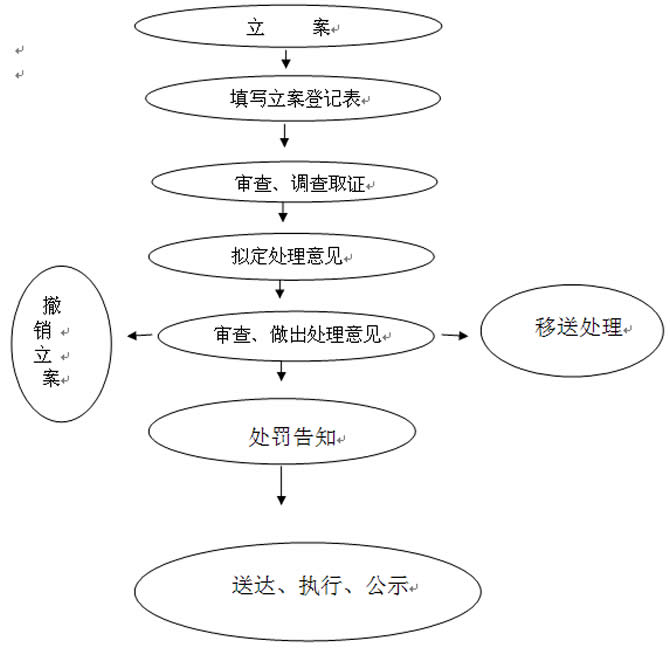 立 案
填写立案登记表
审查、调查取证
拟定处理意见
撤
销
立
案
审查、做出处理意见
移送处理
处罚告知
送达、执行、公示